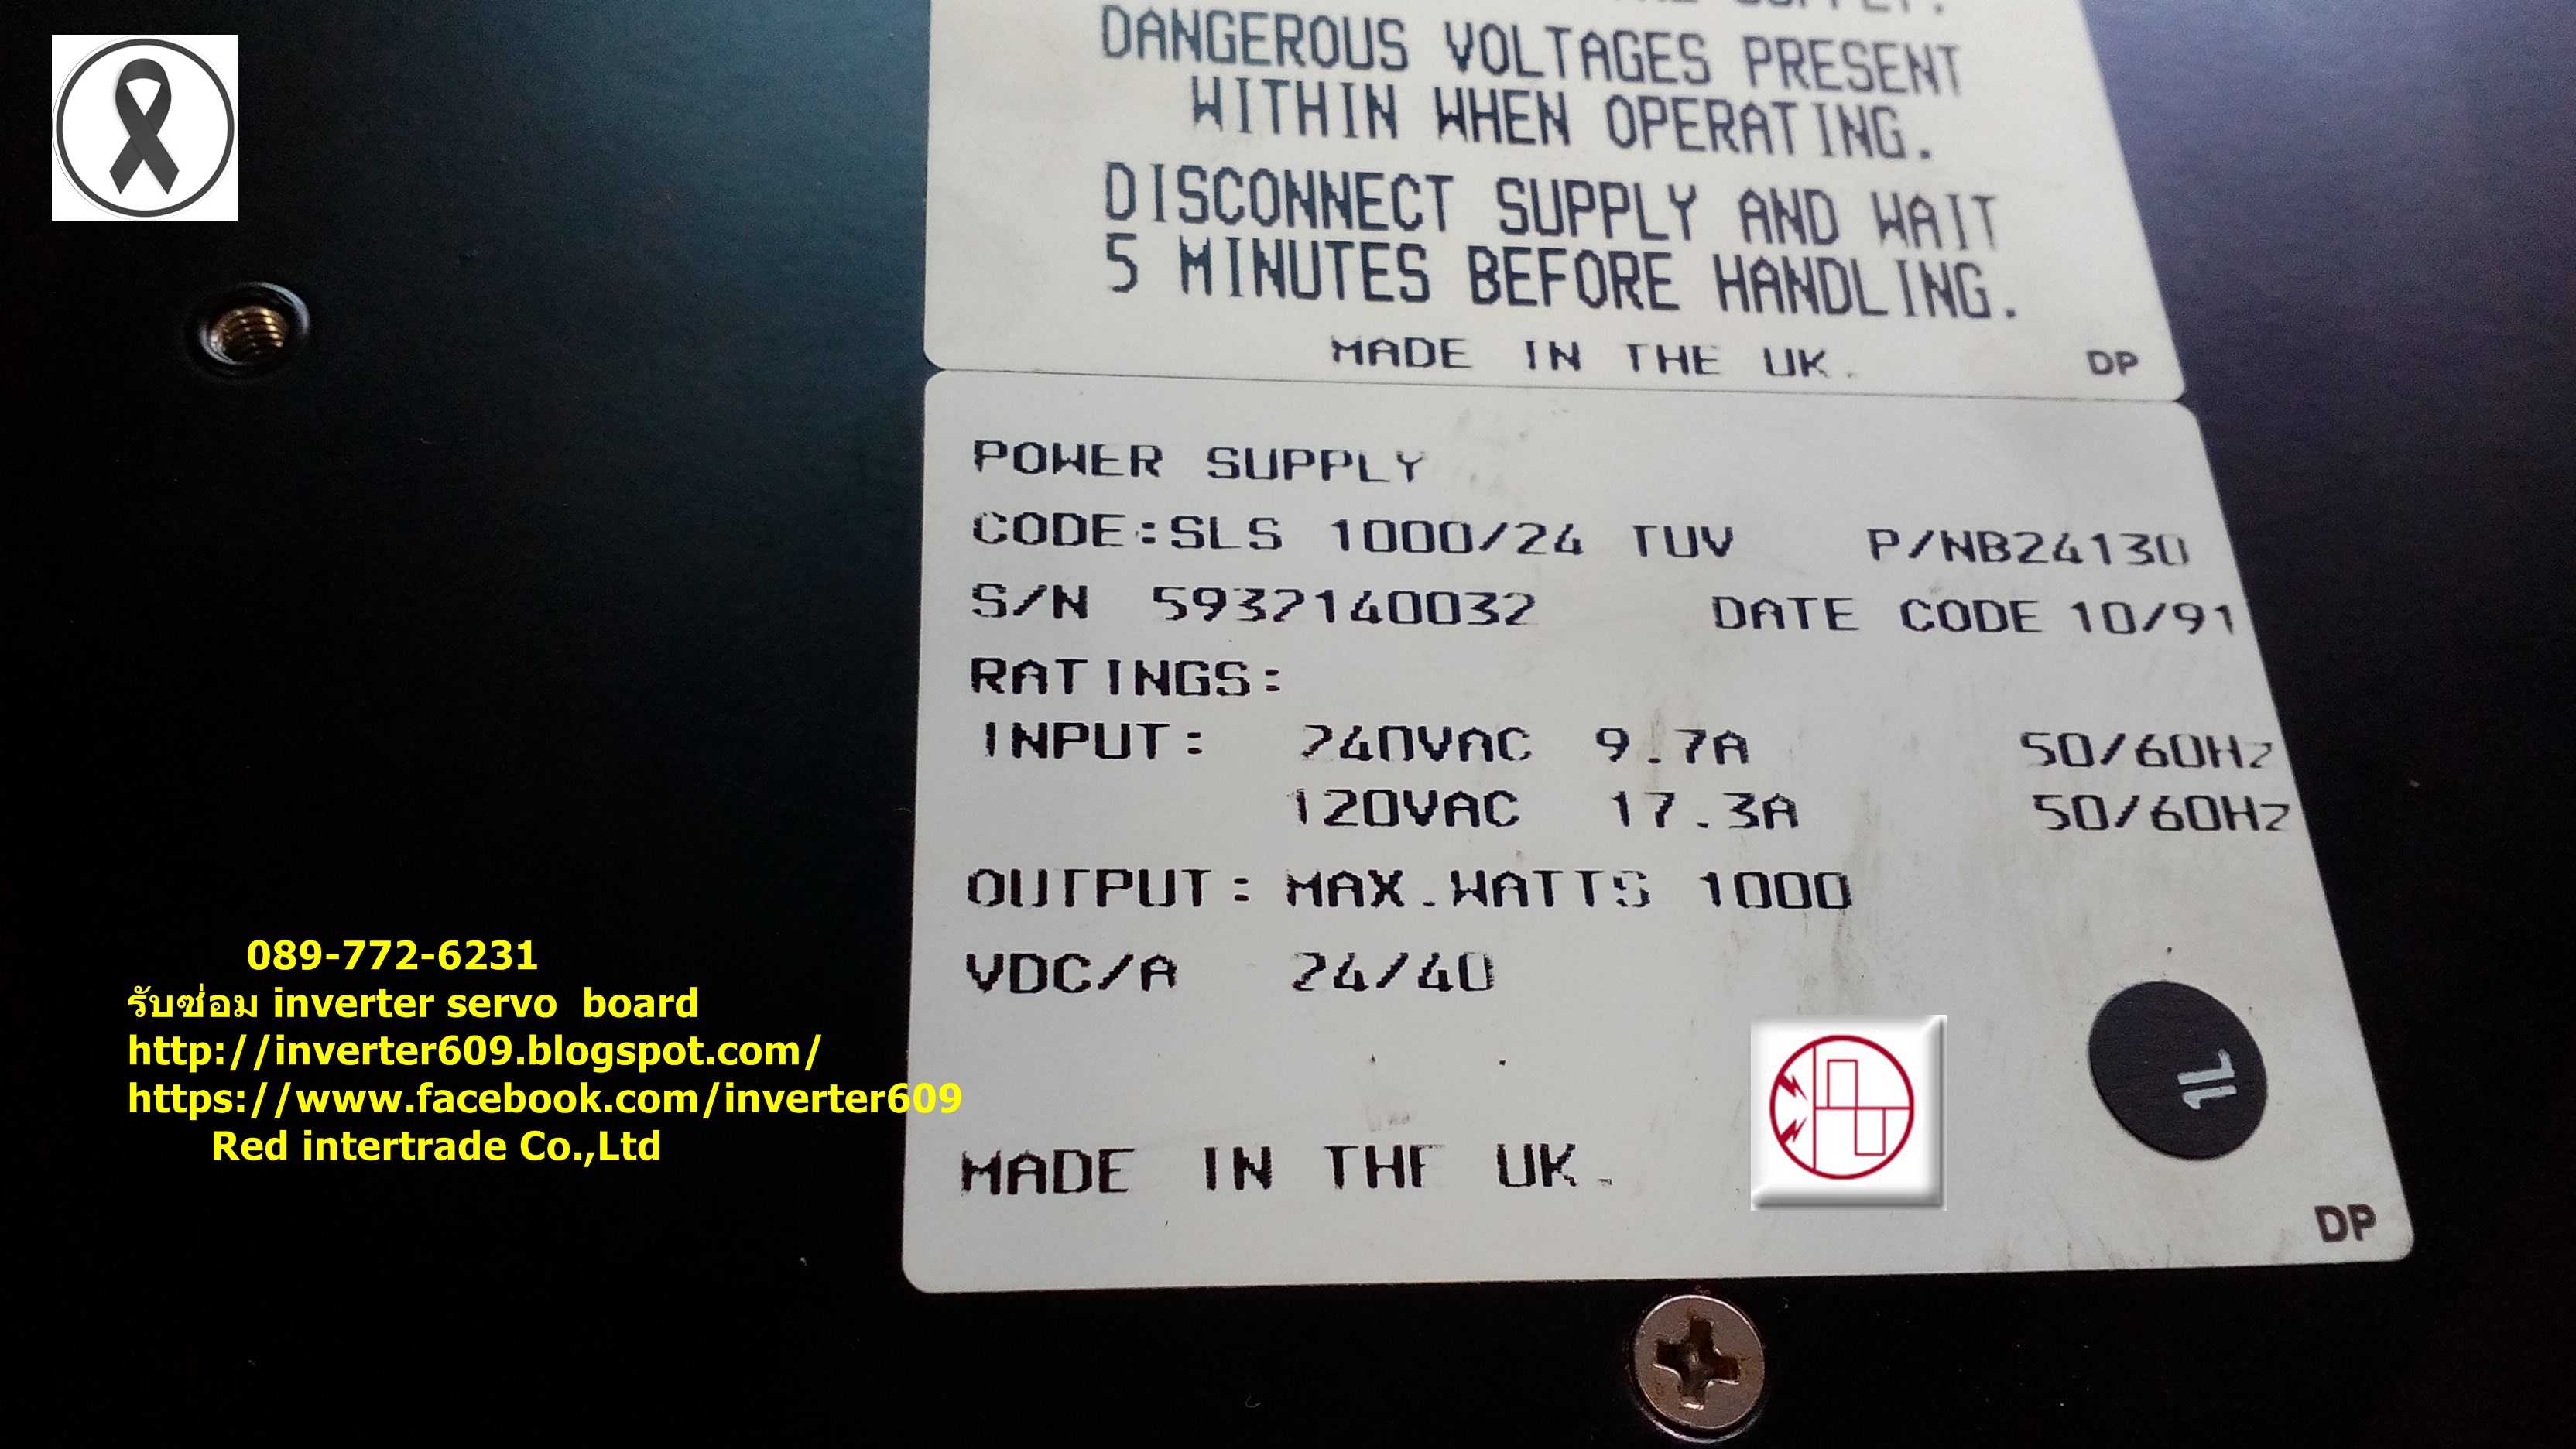 SUPPLY.
DANGEROUS VOLTAGES PRESENT
WITHIN WHEN OPERATING.
DISCONNECT SUPPLY AND WAIT
5 MINUTES BEFORE HANDLING.
MADE IN THE UK.
DP
POWER SUPPLY
CODE:SLS 1000/24 TUV P/NB24130
S/N 5932140032 DATE CODE 10/91
RATINGS:
INPUT: 240VAC 9.7A 50/60Hz
120VAC 17.3A 50/60Hz
OUTPUT: MAX.WATTS 1000
VDC/A 24/40
MADE IN THE UK.
DP
089-772-6231
รับซ่อม inverter servo board
http://inverter609.blogspot.com/
https://www.facebook.com/inverter609
Red intertrade Co.,Ltd